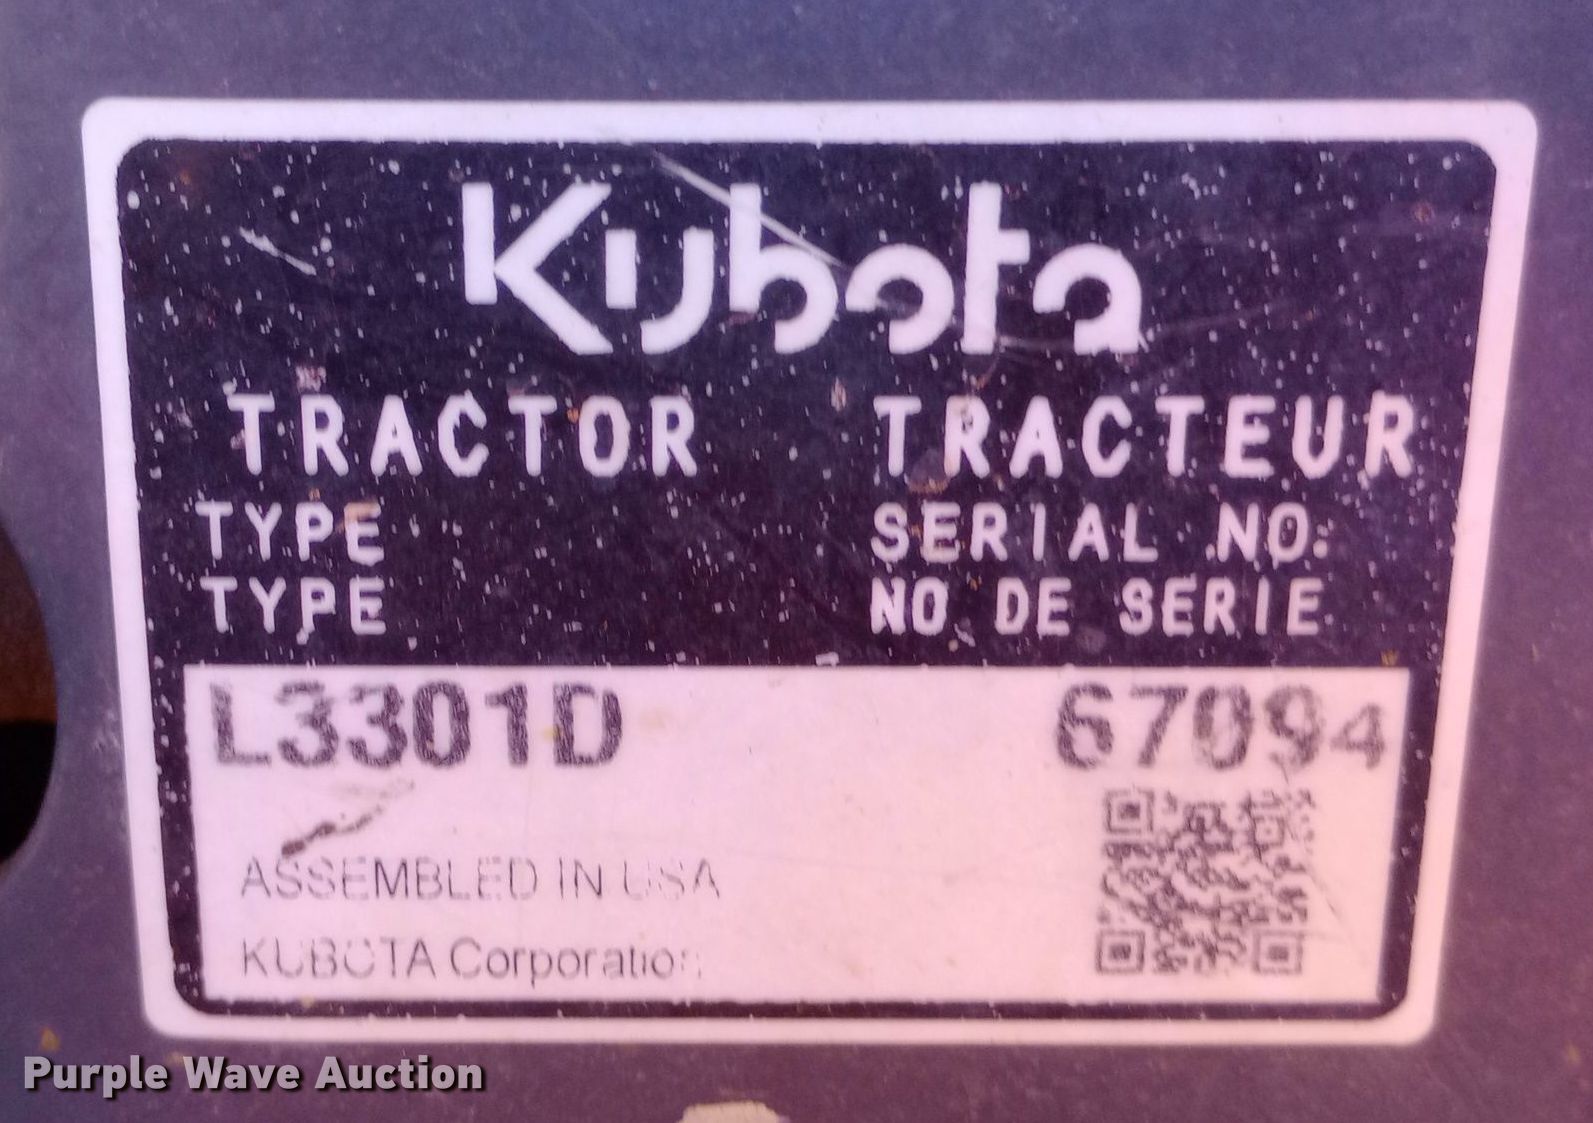 Kubota
TRACTOR TRACTEUR
TYPE SERIAL NO.
TYPE NO DE SERIE
L3301D 67094
ASSEMBLED IN USA
KUBOTA Corporation
Purple Wave Auction